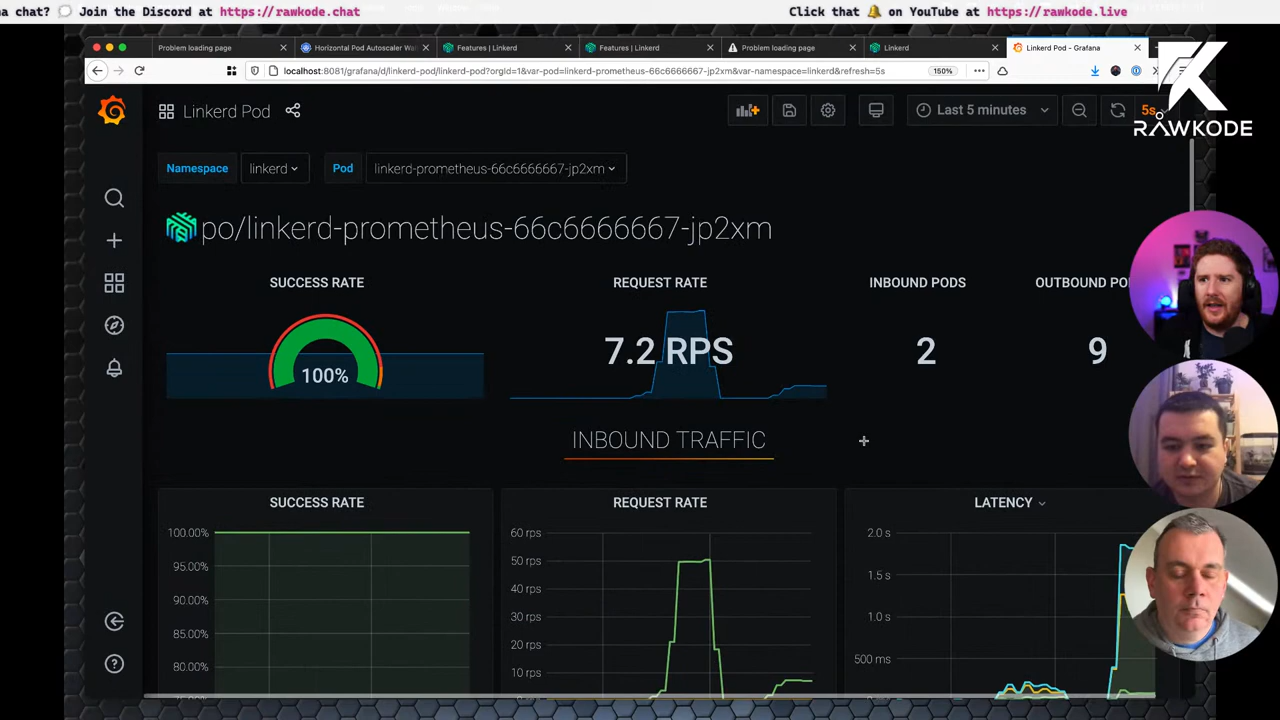 chat? 💬 Join the Discord at https://rawkode.chat
Click that 🔔 on YouTube at https://rawkode.live
Problem loading page
Horizontal Pod Autoscaler Wal
Features | Linkerd
Features | Linkerd
Problem loading page
Linkerd
Linkerd Pod - Grafana
localhost:8081/grafana/d/linkerd-pod/linkerd-pod?orgId=1&var-pod=linkerd-prometheus-66c6666667-jp2xm&var-namespace=linkerd&refresh=5s
150%
RAWKODE
Linkerd Pod
Last 5 minutes
5s
Namespace
linkerd
Pod
linkerd-prometheus-66c6666667-jp2xm
po/linkerd-prometheus-66c6666667-jp2xm
SUCCESS RATE
REQUEST RATE
INBOUND PODS
OUTBOUND PO
100%
7.2 RPS
2
9
INBOUND TRAFFIC
SUCCESS RATE
REQUEST RATE
LATENCY
100.00%
95.00%
90.00%
85.00%
80.00%
60 rps
50 rps
40 rps
30 rps
20 rps
10 rps
2.0 s
1.5 s
1.0 s
500 ms